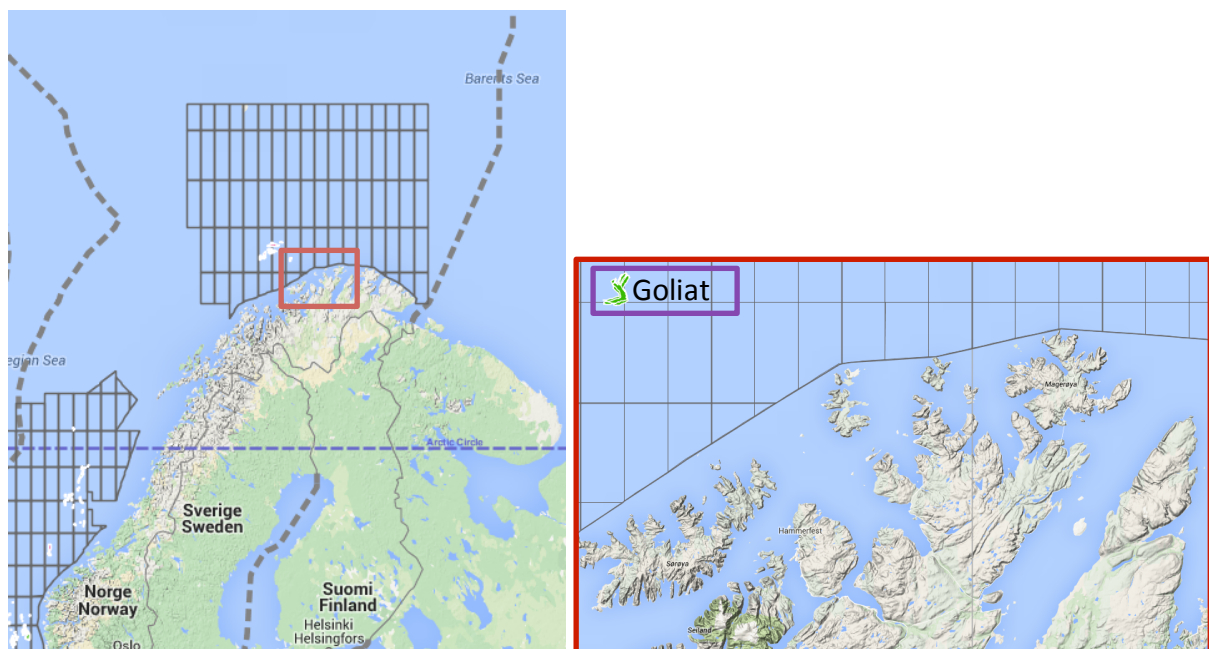 Barents Sea
egian Sea
Arctic Circle
Sverige
Sweden
Norge
Norway
Suomi
Finland
Helsinki
Helsingfors
Oslo
Goliat
Magerøya
Hammerfest
Sørøya
Seiland